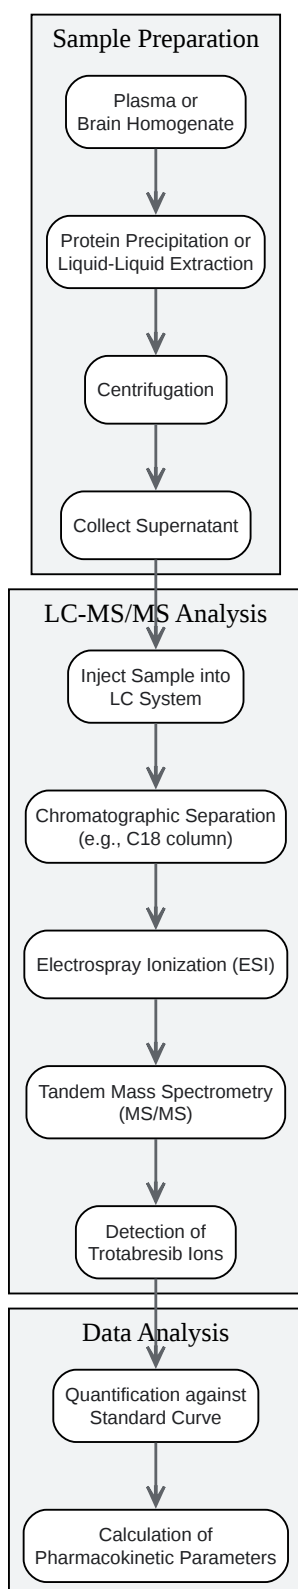 Sample Preparation
Plasma or
Brain Homogenate
Protein Precipitation or
Liquid-Liquid Extraction
Centrifugation
Collect Supernatant
LC-MS/MS Analysis
Inject Sample into
LC System
Chromatographic Separation
(e.g., C18 column)
Electrospray Ionization (ESI)
Tandem Mass Spectrometry
(MS/MS)
Detection of
Trotabresib Ions
Data Analysis
Quantification against
Standard Curve
Calculation of
Pharmacokinetic Parameters